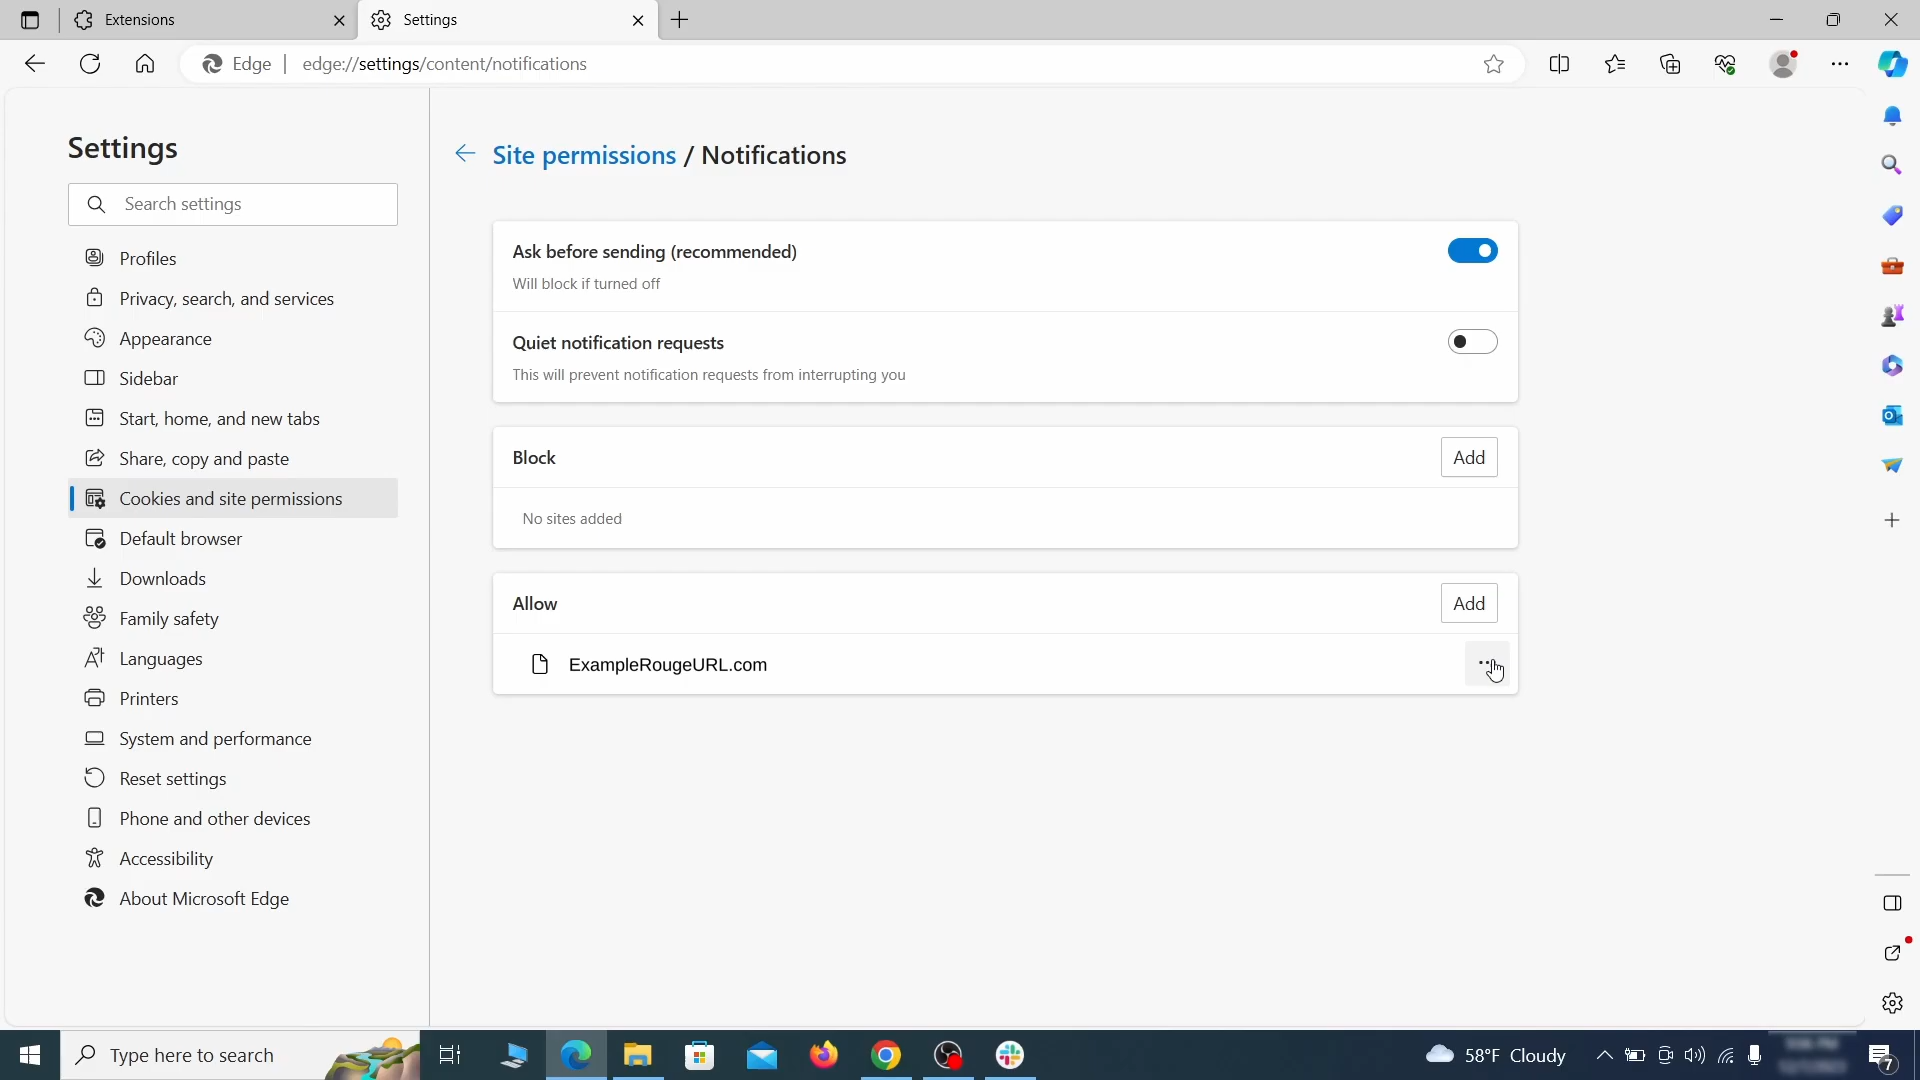 Extensions
Settings
Edge
edge://settings/content/notifications
Settings
Search settings
Profiles
Privacy, search, and services
Appearance
Sidebar
Start, home, and new tabs
Share, copy and paste
Cookies and site permissions
Default browser
Downloads
Family safety
Languages
Printers
System and performance
Reset settings
Phone and other devices
Accessibility
About Microsoft Edge
Site permissions / Notifications
Ask before sending (recommended)
Will block if turned off
Quiet notification requests
This will prevent notification requests from interrupting you
Block
Add
No sites added
Allow
Add
ExampleRougeURL.com
Type here to search
58°F Cloudy
7